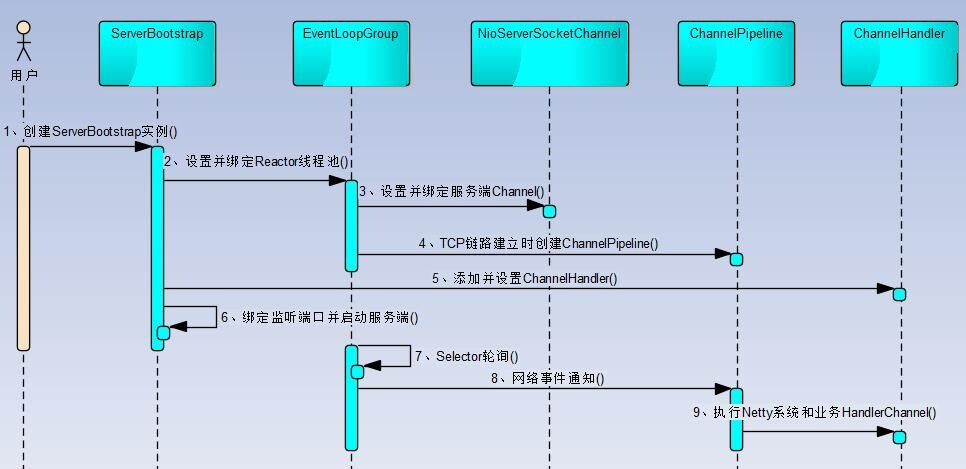 ServerBootstrap
EventLoopGroup
NioServerSocketChannel
ChannelPipeline
ChannelHandler
用户
1、创建ServerBootstrap实例()
2、设置并绑定Reactor线程池()
3、设置并绑定服务端Channel()
4、TCP链路建立时创建ChannelPipeline()
5、添加并设置ChannelHandler()
6、绑定监听端口并启动服务端()
7、Selector轮询()
8、网络事件通知()
9、执行Netty系统和业务HandlerChannel()